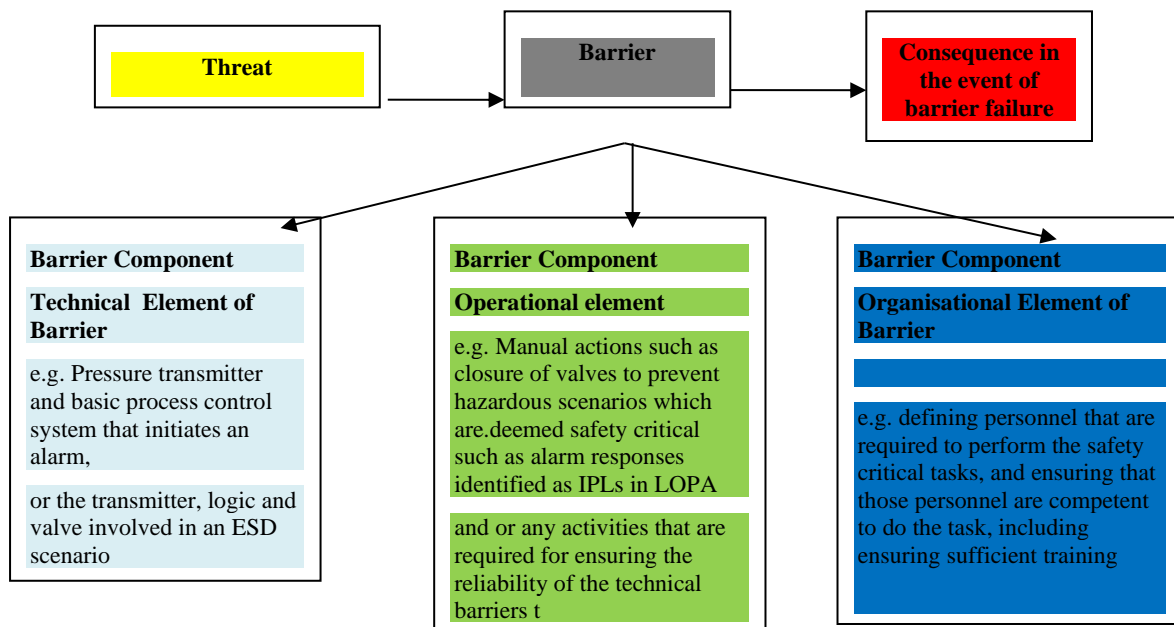 Threat
Barrier
Consequence in
the event of
barrier failure
Barrier Component
Technical  Element of
Barrier
e.g. Pressure transmitter
and basic process control
system that initiates an
alarm,
or the transmitter, logic and
valve involved in an ESD
scenario
Barrier Component
Operational element
e.g. Manual actions such as
closure of valves to prevent
hazardous scenarios which
are.deemed safety critical
such as alarm responses
identified as IPLs in LOPA
and or any activities that are
required for ensuring the
reliability of the technical
barriers t
Barrier Component
Organisational Element of
Barrier
e.g. defining personnel that are
required to perform the safety
critical tasks, and ensuring that
those personnel are competent
to do the task, including
ensuring sufficient training